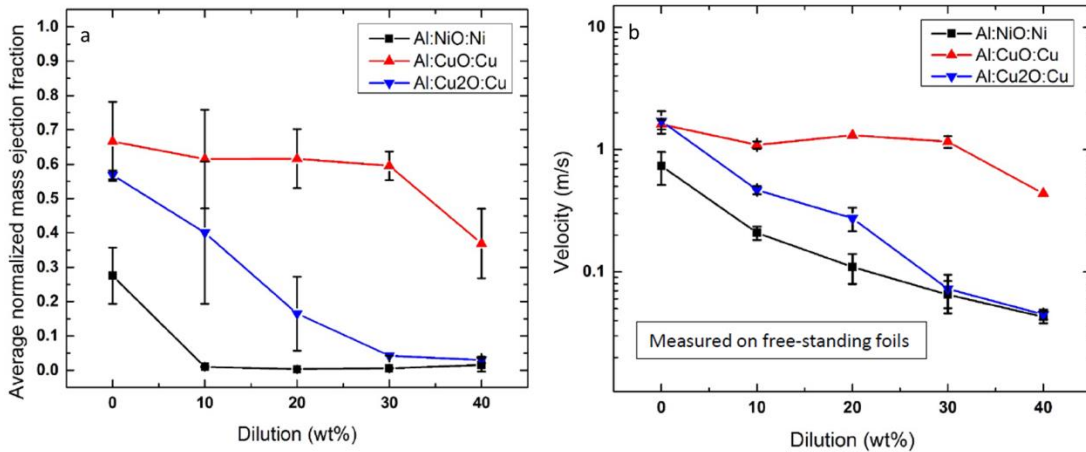 a
Al:NiO:Ni
Al:CuO:Cu
Al:Cu2O:Cu
Average normalized mass ejection fraction
1.0
0.9
0.8
0.7
0.6
0.5
0.4
0.3
0.2
0.1
0.0
0 10 20 30 40
Dilution (wt%)
b
Al:NiO:Ni
Al:CuO:Cu
Al:Cu2O:Cu
Velocity (m/s)
10
1
0.1
Measured on free-standing foils
0 10 20 30 40
Dilution (wt%)